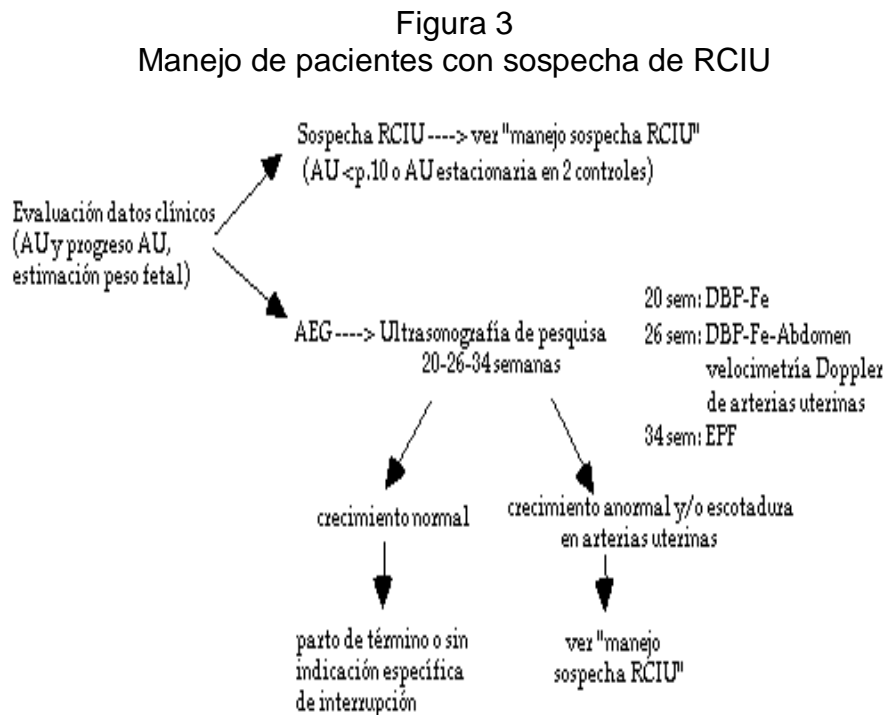 Figura 3
Manejo de pacientes con sospecha de RCIU
Sospecha RCIU ----> ver "manejo sospecha RCIU"
(AU <p.10 o AU estacionaria en 2 controles)
Evaluación datos clínicos
(AU y progreso AU,
estimación peso fetal)
AEG ----> Ultrasonografía de pesquisa
20-26-34 semanas
20 sem: DBP-Fe
26 sem: DBP-Fe-Abdomen
velocimetría Doppler
de arterias uterinas
34 sem: EPF
crecimiento normal
crecimiento anormal y/o escotadura
en arterias uterinas
parto de término o sin
indicación específica
de interrupción
ver "manejo
sospecha RCIU"